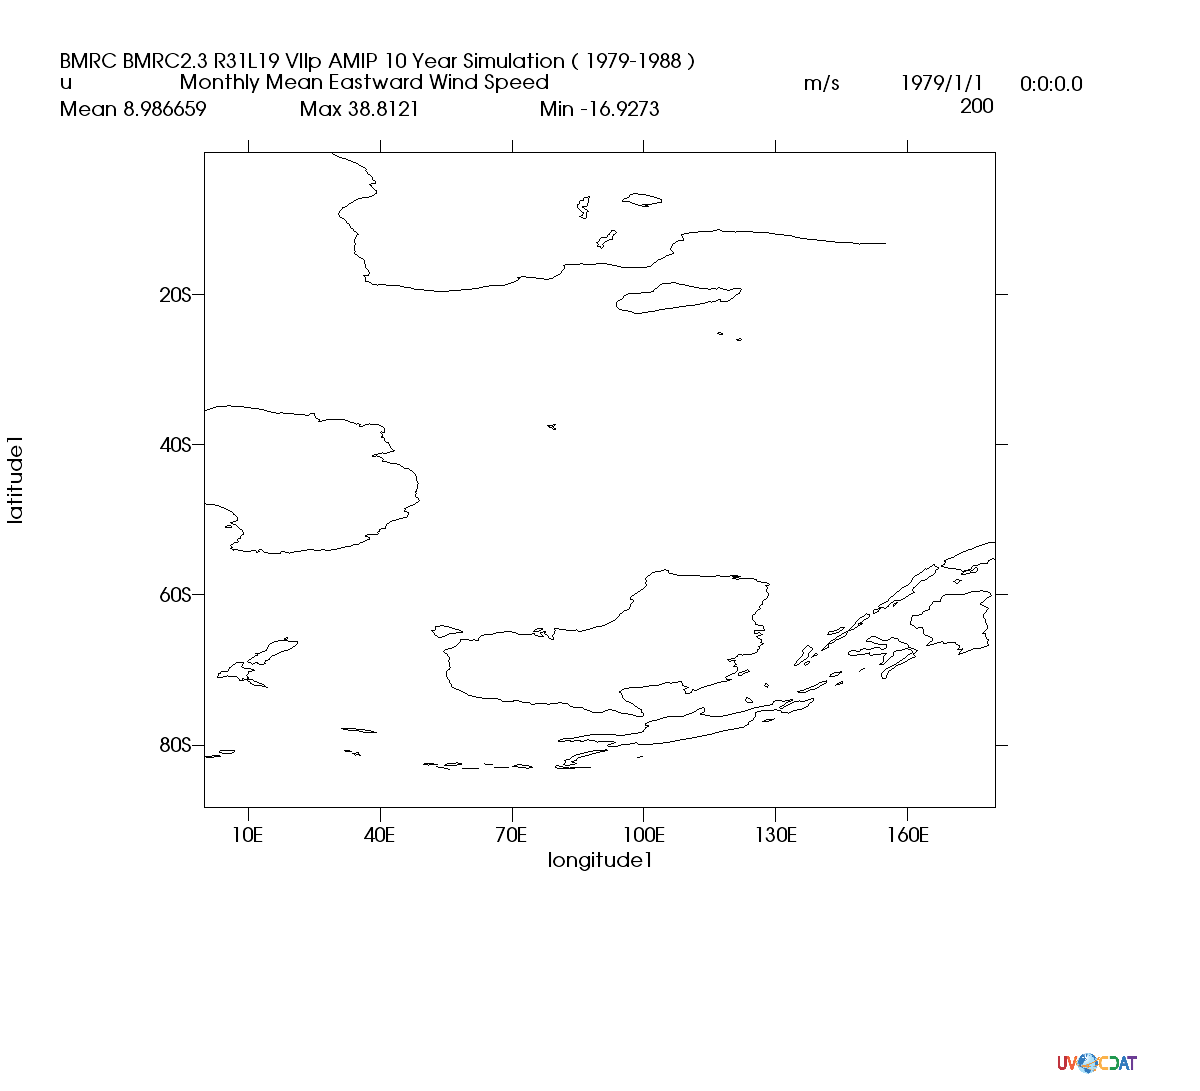 BMRC BMRC2.3 R31L19 VIIp AMIP 10 Year Simulation ( 1979-1988 )
u Monthly Mean Eastward Wind Speed m/s 1979/1/1 0:0:0.0
Mean 8.986659 Max 38.8121 Min -16.9273 200
20S
40S
60S
80S
latitude1
10E 40E 70E 100E 130E 160E
longitude1
UV CDAT